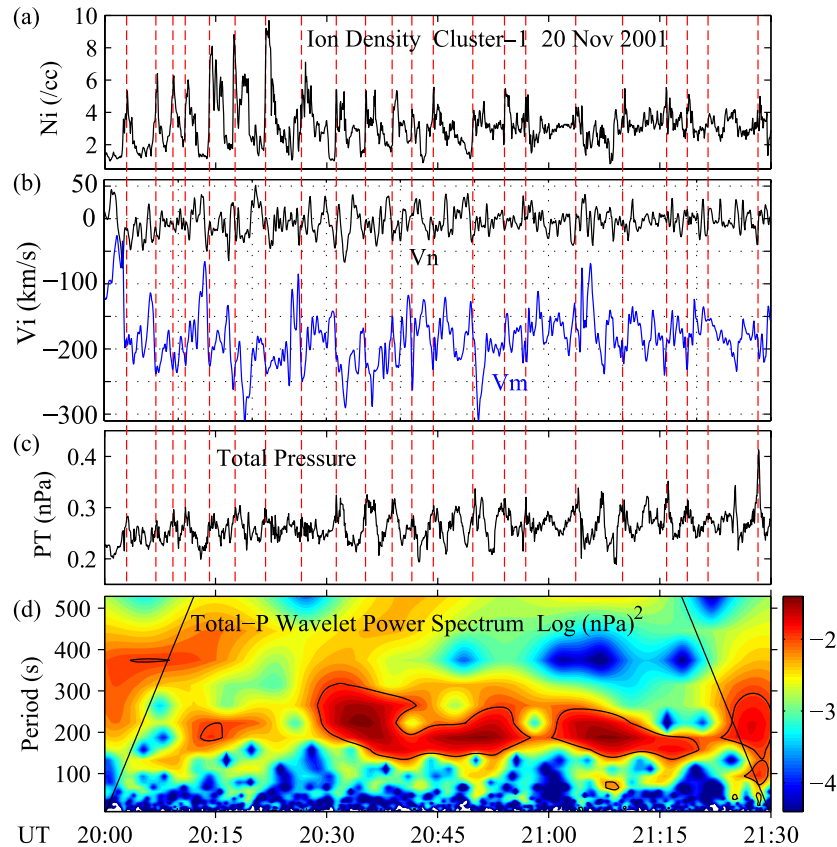 (a)
10
8
6
4
2
Ni (/cc)
Ion Density Cluster-1 20 Nov 2001
(b)
50
0
−100
−200
−300
Vi (km/s)
Vn
Vm
(c)
0.4
0.3
0.2
PT (nPa)
Total Pressure
(d)
500
400
300
200
100
Period (s)
Total-P Wavelet Power Spectrum Log (nPa)2
−2
−3
−4
UT 20:00 20:15 20:30 20:45 21:00 21:15 21:30